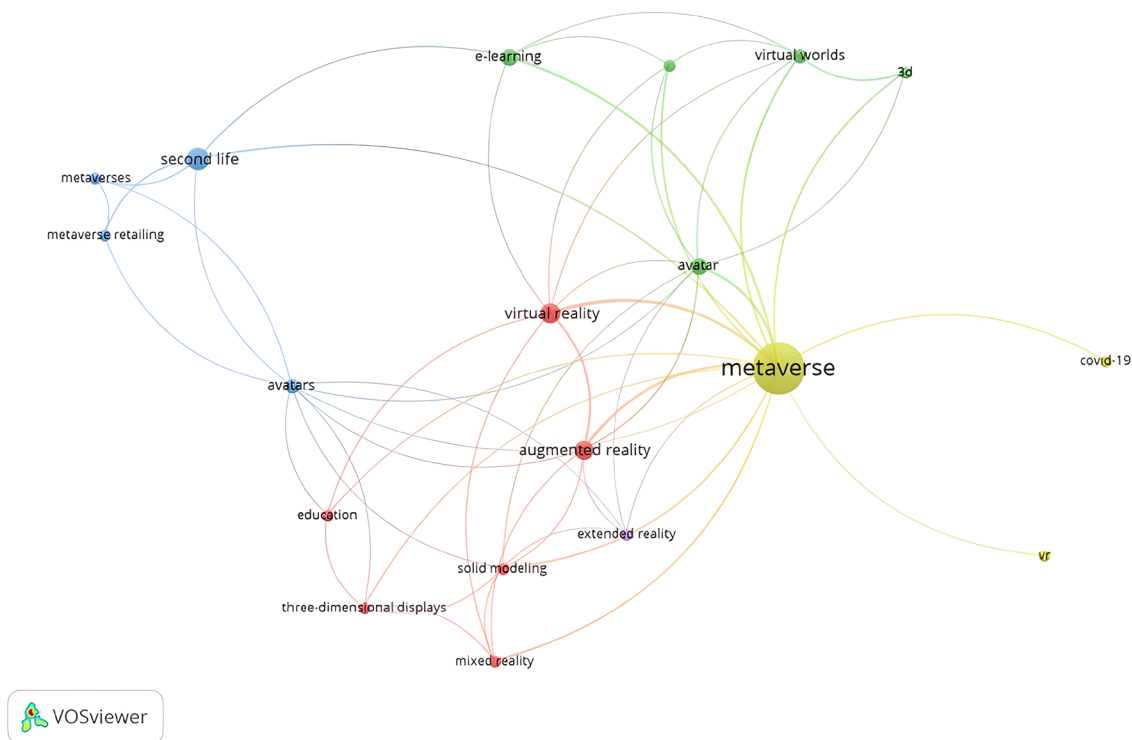 e-learning
virtual worlds
3d
second life
metaverses
metaverse retailing
avatar
virtual reality
metaverse
covid-19
avatars
augmented reality
education
extended reality
vr
solid modeling
three-dimensional displays
mixed reality
VOSviewer